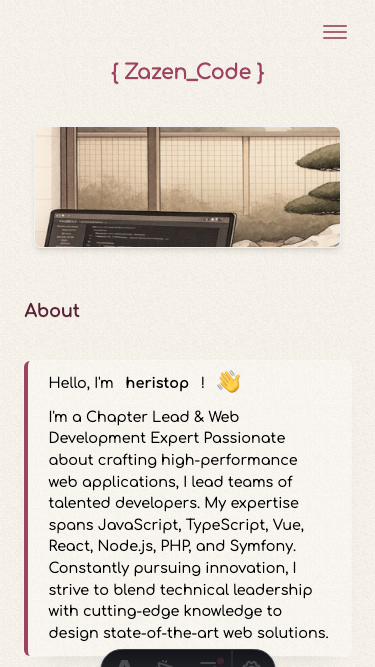 { Zazen_Code }
About
Hello, I'm heristop !
I'm a Chapter Lead & Web
Development Expert Passionate
about crafting high-performance
web applications, I lead teams of
talented developers. My expertise
spans JavaScript, TypeScript, Vue,
React, Node.js, PHP, and Symfony.
Constantly pursuing innovation, I
strive to blend technical leadership
with cutting-edge knowledge to
design state-of-the-art web solutions.